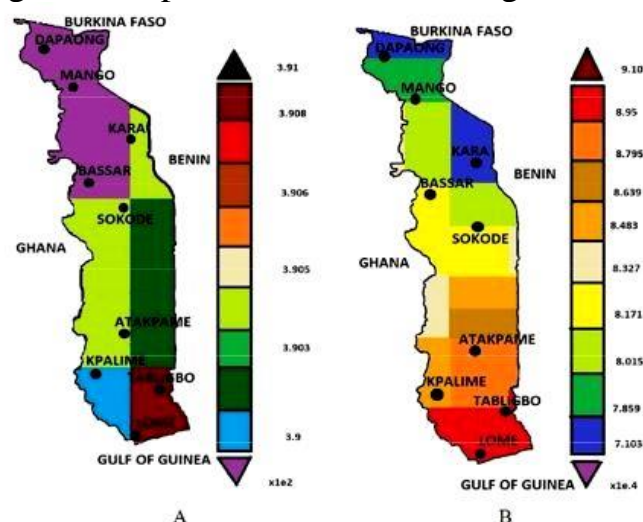 BURKINA FASO
DAPAONG
MANGO
KARA
BENIN
BASSAR
SOKODE
GHANA
ATAKPAME
KPALIME
TABLIGBO
LOME
GULF OF GUINEA
3.91
3.908
3.906
3.905
3.903
3.9
x1e2
A
BURKINA FASO
DAPAONG
MANGO
KARA
BENIN
BASSAR
SOKODE
GHANA
ATAKPAME
KPALIME
TABLIGBO
LOME
GULF OF GUINEA
9.10
8.95
8.795
8.639
8.483
8.327
8.171
8.015
7.859
7.103
x1e.4
B